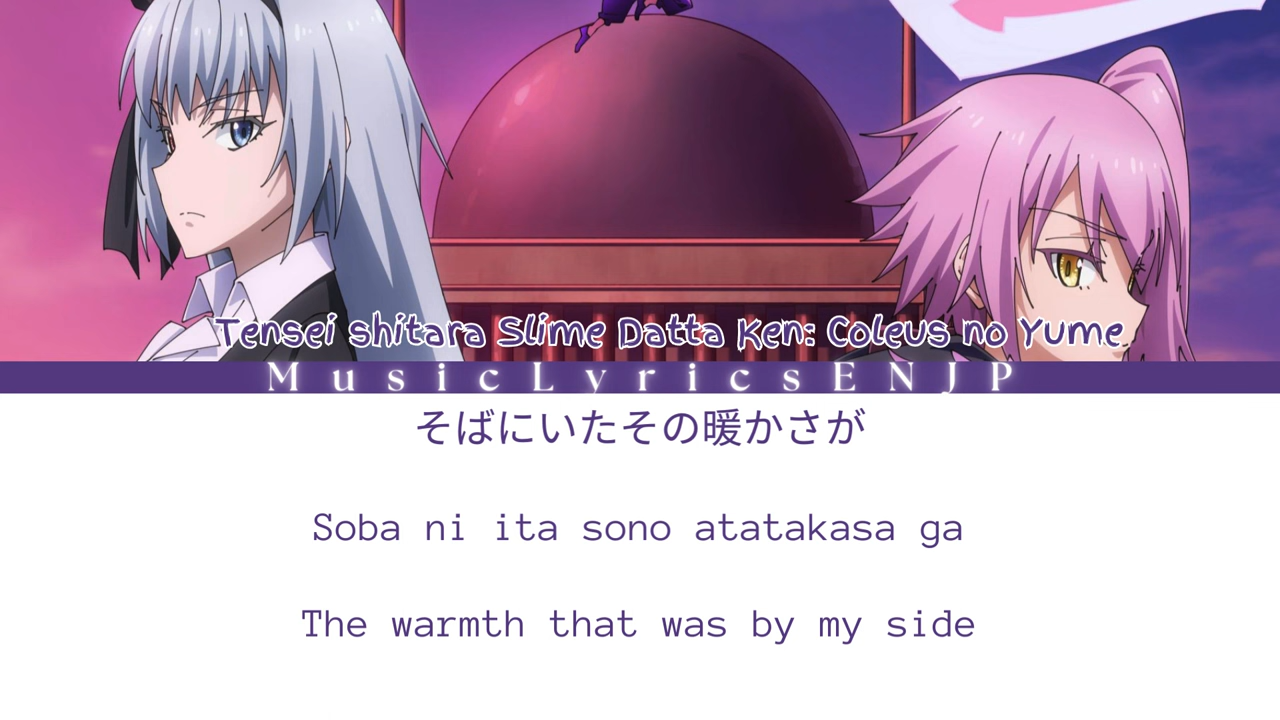 Tensei shitara Slime Datta Ken: Coleus no Yume
MusicLyricsENJP
そばにいたその暖かさが
Soba ni ita sono atatakasa ga
The warmth that was by my side